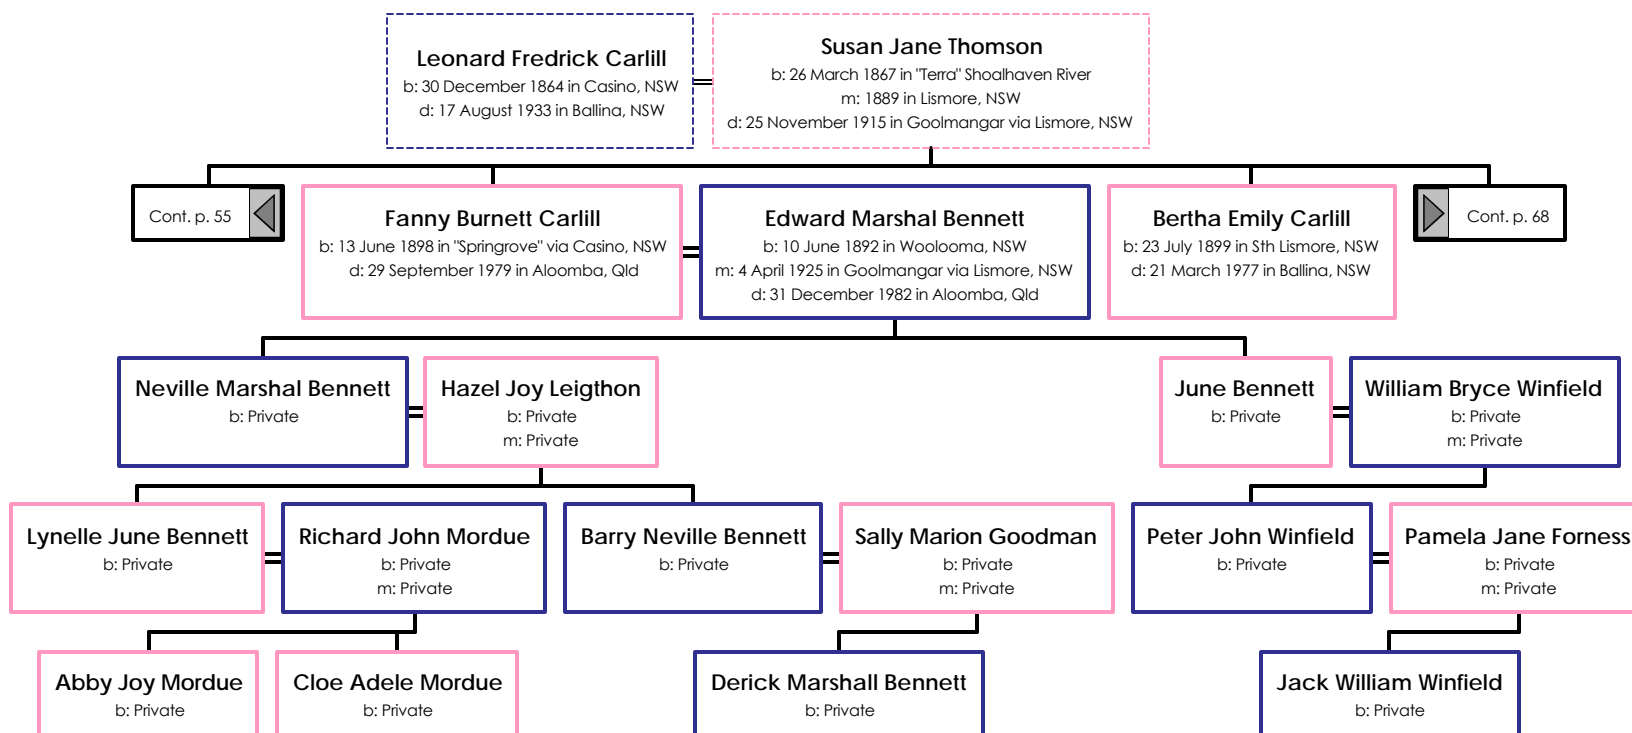 Leonard Fredrick Carlill
b: 30 December 1864 in Casino, NSW
d: 17 August 1933 in Ballina, NSW
Susan Jane Thomson
b: 26 March 1867 in "Terra" Shoalhaven River
m: 1889 in Lismore, NSW
d: 25 November 1915 in Goolmangar via Lismore, NSW
Cont. p. 55
Fanny Burnett Carlill
b: 13 June 1898 in "Springrove" via Casino, NSW
d: 29 September 1979 in Aloomba, Qld
Edward Marshal Bennett
b: 10 June 1892 in Woolooma, NSW
m: 4 April 1925 in Goolmangar via Lismore, NSW
d: 31 December 1982 in Aloomba, Qld
Bertha Emily Carlill
b: 23 July 1899 in Sth Lismore, NSW
d: 21 March 1977 in Ballina, NSW
Cont. p. 68
Neville Marshal Bennett
b: Private
Hazel Joy Leigthon
b: Private
m: Private
June Bennett
b: Private
William Bryce Winfield
b: Private
m: Private
Lynelle June Bennett
b: Private
Richard John Mordue
b: Private
m: Private
Barry Neville Bennett
b: Private
Sally Marion Goodman
b: Private
m: Private
Peter John Winfield
b: Private
Pamela Jane Forness
b: Private
m: Private
Abby Joy Mordue
b: Private
Cloe Adele Mordue
b: Private
Derick Marshall Bennett
b: Private
Jack William Winfield
b: Private